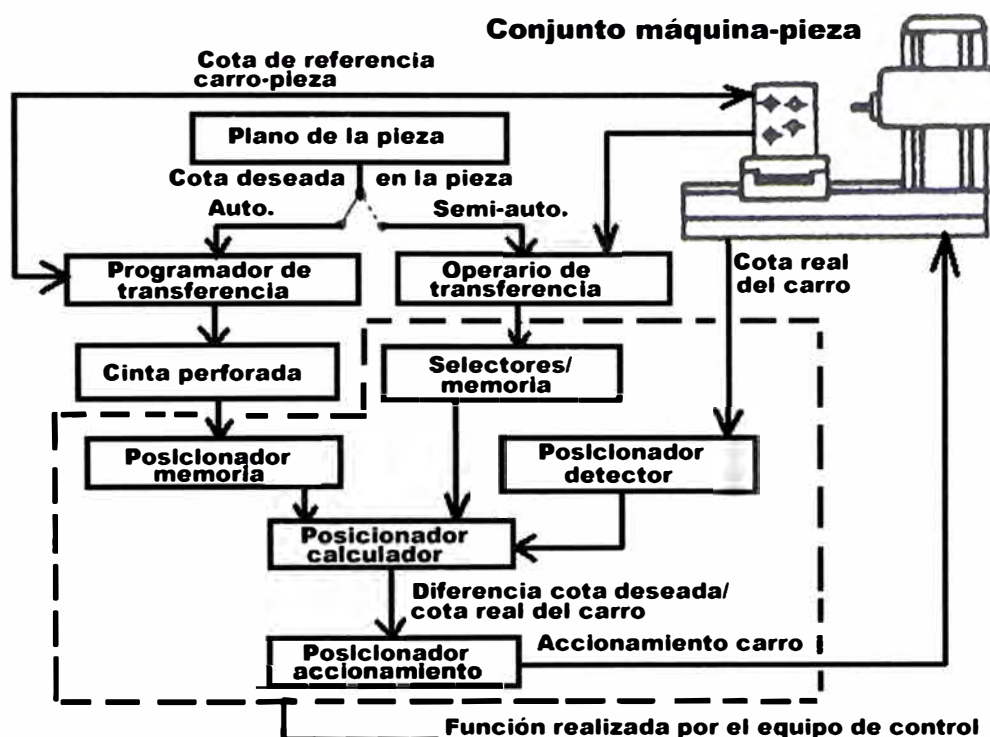 Conjunto máquina-pieza
Cota de referencia
carro-pieza
Plano de la pieza
Cota deseada en la pieza
Auto. Semi-auto.
Programador de
transferencia
Operario de
transferencia
Cota real
del carro
Cinta perforada
Selectores/
memoria
Posicionador
memoria
Posicionador
detector
Posicionador
calculador
Diferencia cota deseada/
cota real del carro
Posicionador
accionamiento
Accionamiento carro
Función realizada por el equipo de control